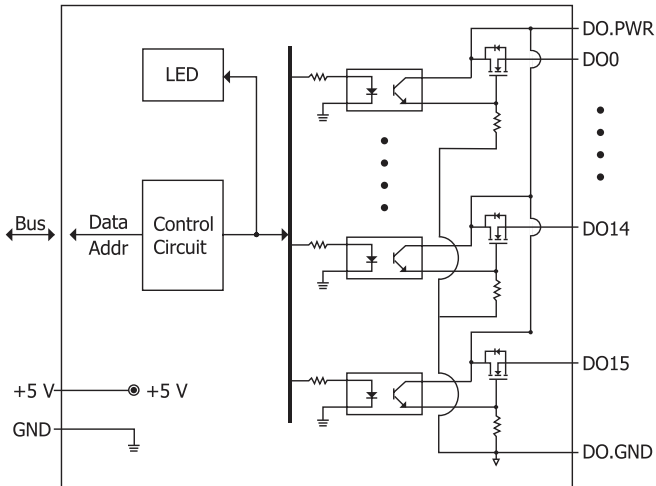 DO.PWR
DO0
LED
Bus
Data
Addr
Control
Circuit
DO14
DO15
+5 V
+5 V
GND
DO.GND